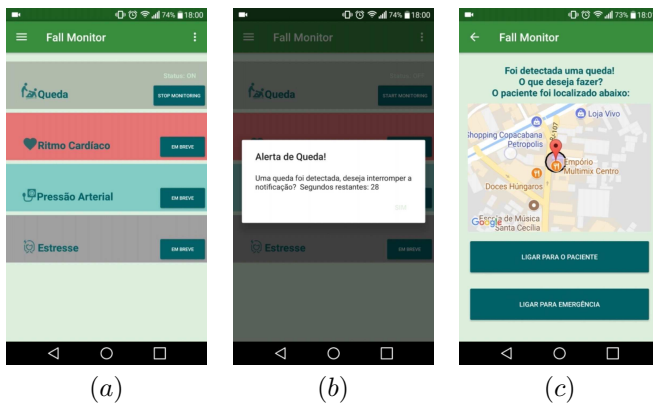 74% 18:00
Fall Monitor
Status: ON
Queda
STOP MONITORING
Ritmo Cardíaco
EM BREVE
Pressão Arterial
EM BREVE
Estresse
EM BREVE
(a)
74% 18:00
Fall Monitor
Queda
START MONITORING
Alerta de Queda!
Uma queda foi detectada, deseja interromper a
notificação? Segundos restantes: 28
SIM
Estresse
EM BREVE
(b)
73% 18:0
Fall Monitor
Foi detectada uma queda!
O que deseja fazer?
O paciente foi localizado abaixo:
Loja Vivo
Shopping Copacabana
Petropolis
Empório
Multimix Centro
Doces Húngaros
Escola de Música
Santa Cecília
Google
LIGAR PARA O PACIENTE
LIGAR PARA EMERGÊNCIA
(c)